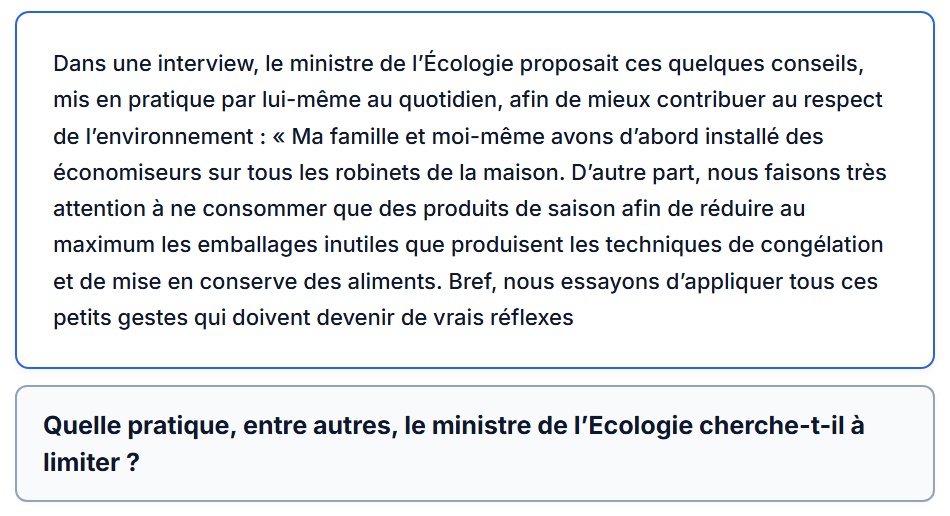 Dans une interview, le ministre de l’Écologie proposait ces quelques conseils,
mis en pratique par lui-même au quotidien, afin de mieux contribuer au respect
de l’environnement : « Ma famille et moi-même avons d’abord installé des
économiseurs sur tous les robinets de la maison. D’autre part, nous faisons très
attention à ne consommer que des produits de saison afin de réduire au
maximum les emballages inutiles que produisent les techniques de congélation
et de mise en conserve des aliments. Bref, nous essayons d’appliquer tous ces
petits gestes qui doivent devenir de vrais réflexes
Quelle pratique, entre autres, le ministre de l’Ecologie cherche-t-il à
limiter ?